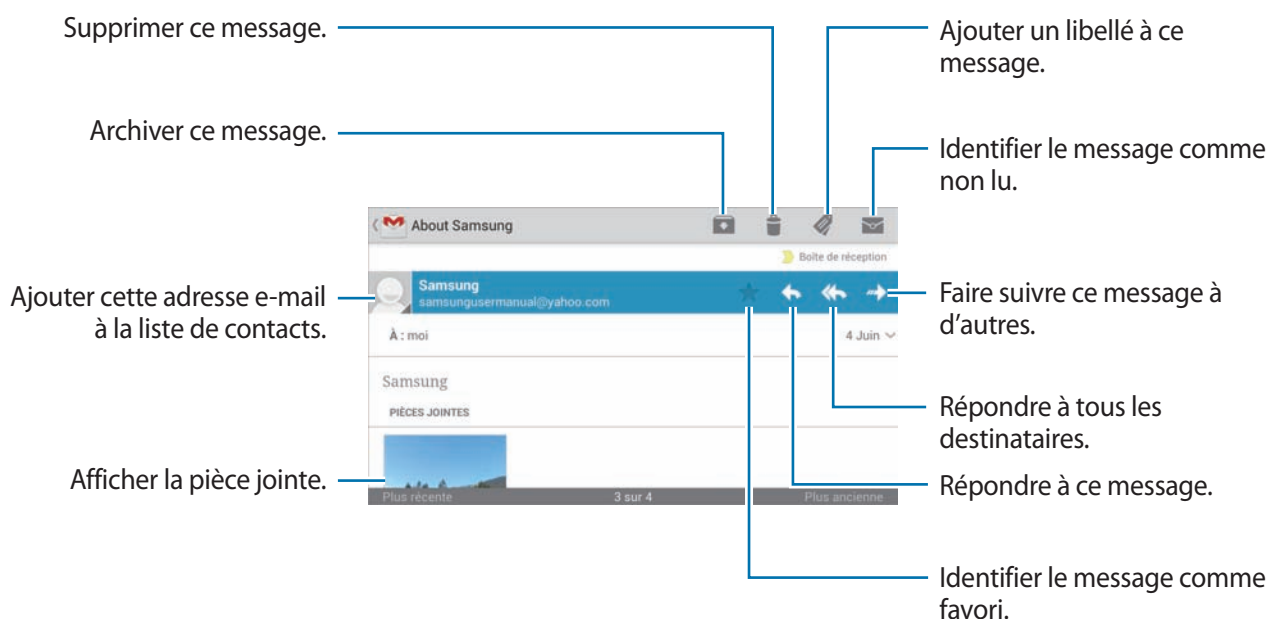 Supprimer ce message.
Ajouter un libellé à ce
message.
Archiver ce message.
Identifier le message comme
non lu.
About Samsung
Boîte de réception
Samsung
samsungusermanual@yahoo.com
Ajouter cette adresse e-mail
à la liste de contacts.
Faire suivre ce message à
d'autres.
À : moi
4 Juin
Samsung
PIÈCES JOINTES
Répondre à tous les
destinataires.
Afficher la pièce jointe.
Répondre à ce message.
Plus récente
3 sur 4
Plus ancienne
Identifier le message comme
favori.